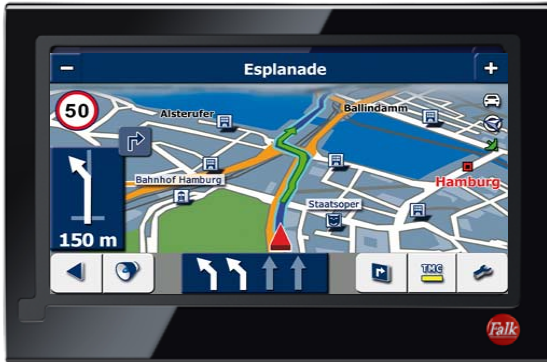 − Esplanade +
50
Alsterufer
Ballindamm
Bahnhof Hamburg
Hamburg
Staatsoper
150 m
TMC
Falk